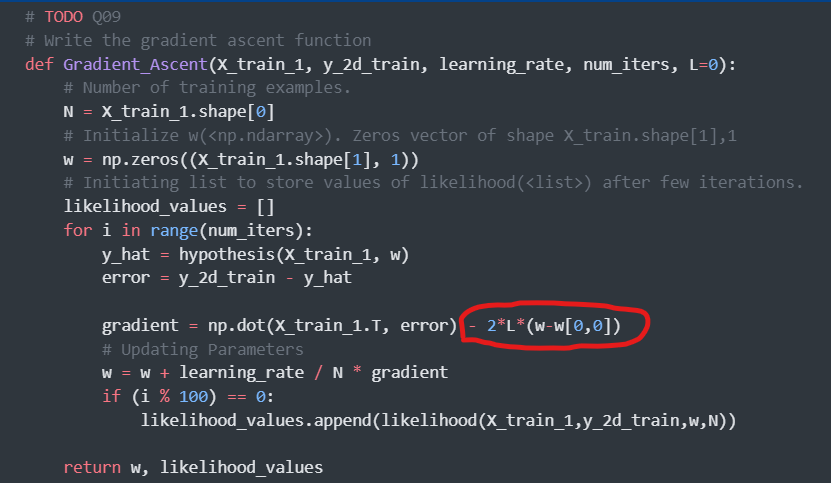 # TODO Q09
# Write the gradient ascent function
def Gradient_Ascent(X_train_1, y_2d_train, learning_rate, num_iters, L=0):
    # Number of training examples.
    N = X_train_1.shape[0]
    # Initialize w(<np.ndarray>). Zeros vector of shape X_train.shape[1],1
    w = np.zeros((X_train_1.shape[1], 1))
    # Initiating list to store values of likelihood(<list>) after few iterations.
    likelihood_values = []
    for i in range(num_iters):
        y_hat = hypothesis(X_train_1, w)
        error = y_2d_train - y_hat
        gradient = np.dot(X_train_1.T, error) - 2*L*(w-w[0,0])
        # Updating Parameters
        w = w + learning_rate / N * gradient
        if (i % 100) == 0:
            likelihood_values.append(likelihood(X_train_1,y_2d_train,w,N))
    return w, likelihood_values